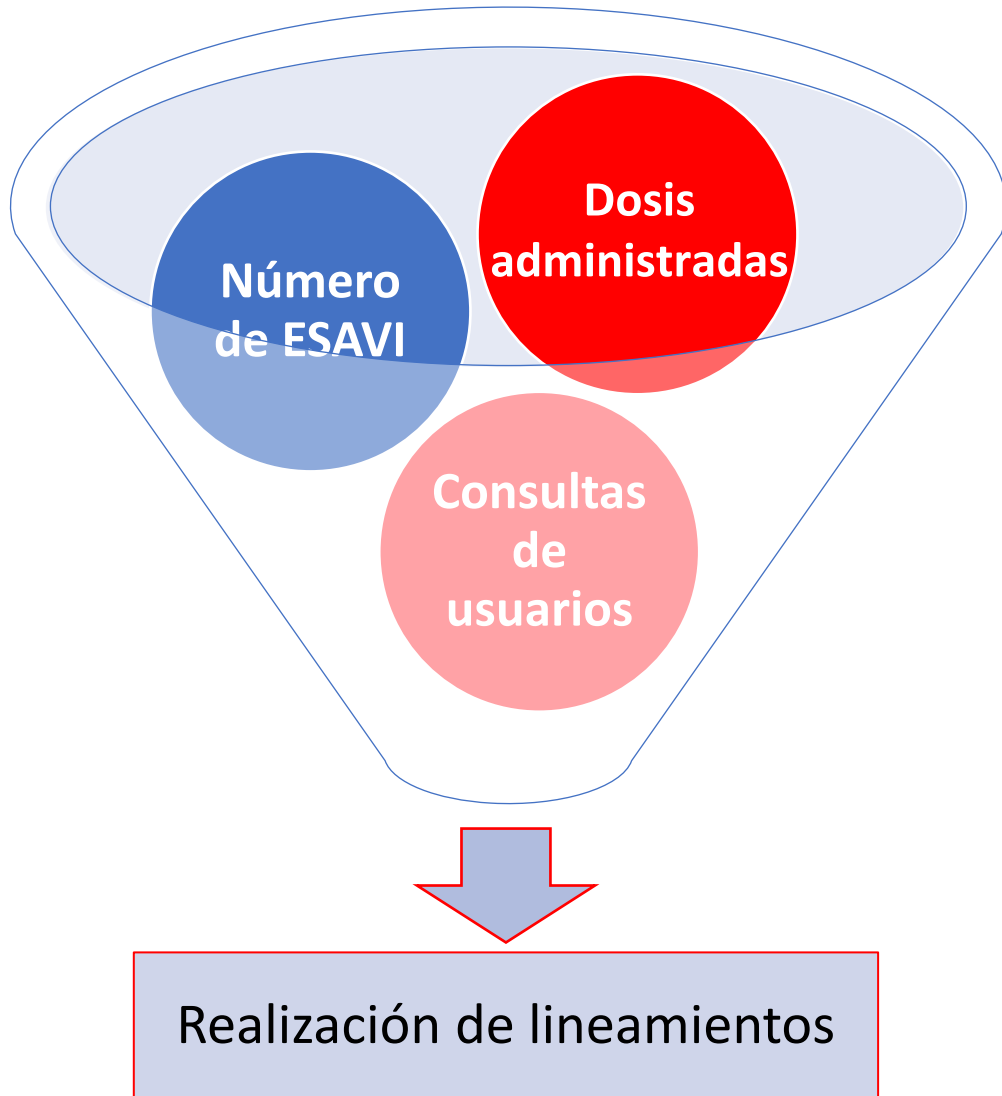 Dosis
administradas
Número
de ESAVI
Consultas
de
usuarios
Realización de lineamientos